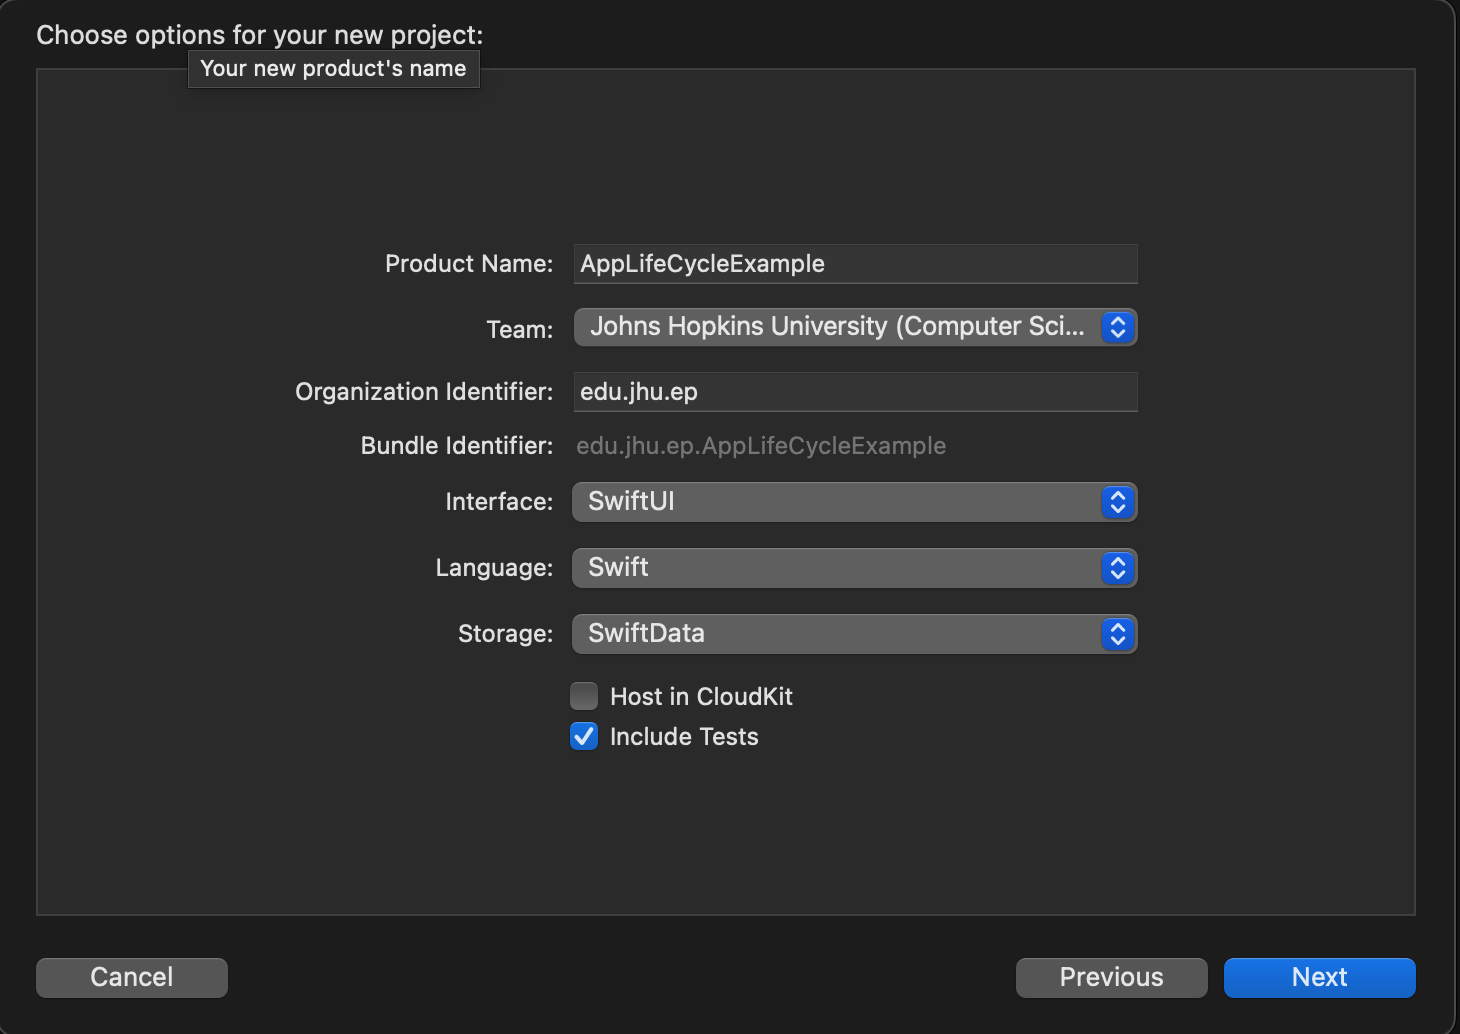 Choose options for your new project:
Your new product's name
Product Name: AppLifeCycleExample
Team: Johns Hopkins University (Computer Sci...
Organization Identifier: edu.jhu.ep
Bundle Identifier: edu.jhu.ep.AppLifeCycleExample
Interface: SwiftUI
Language: Swift
Storage: SwiftData
Host in CloudKit
Include Tests
Cancel Previous Next